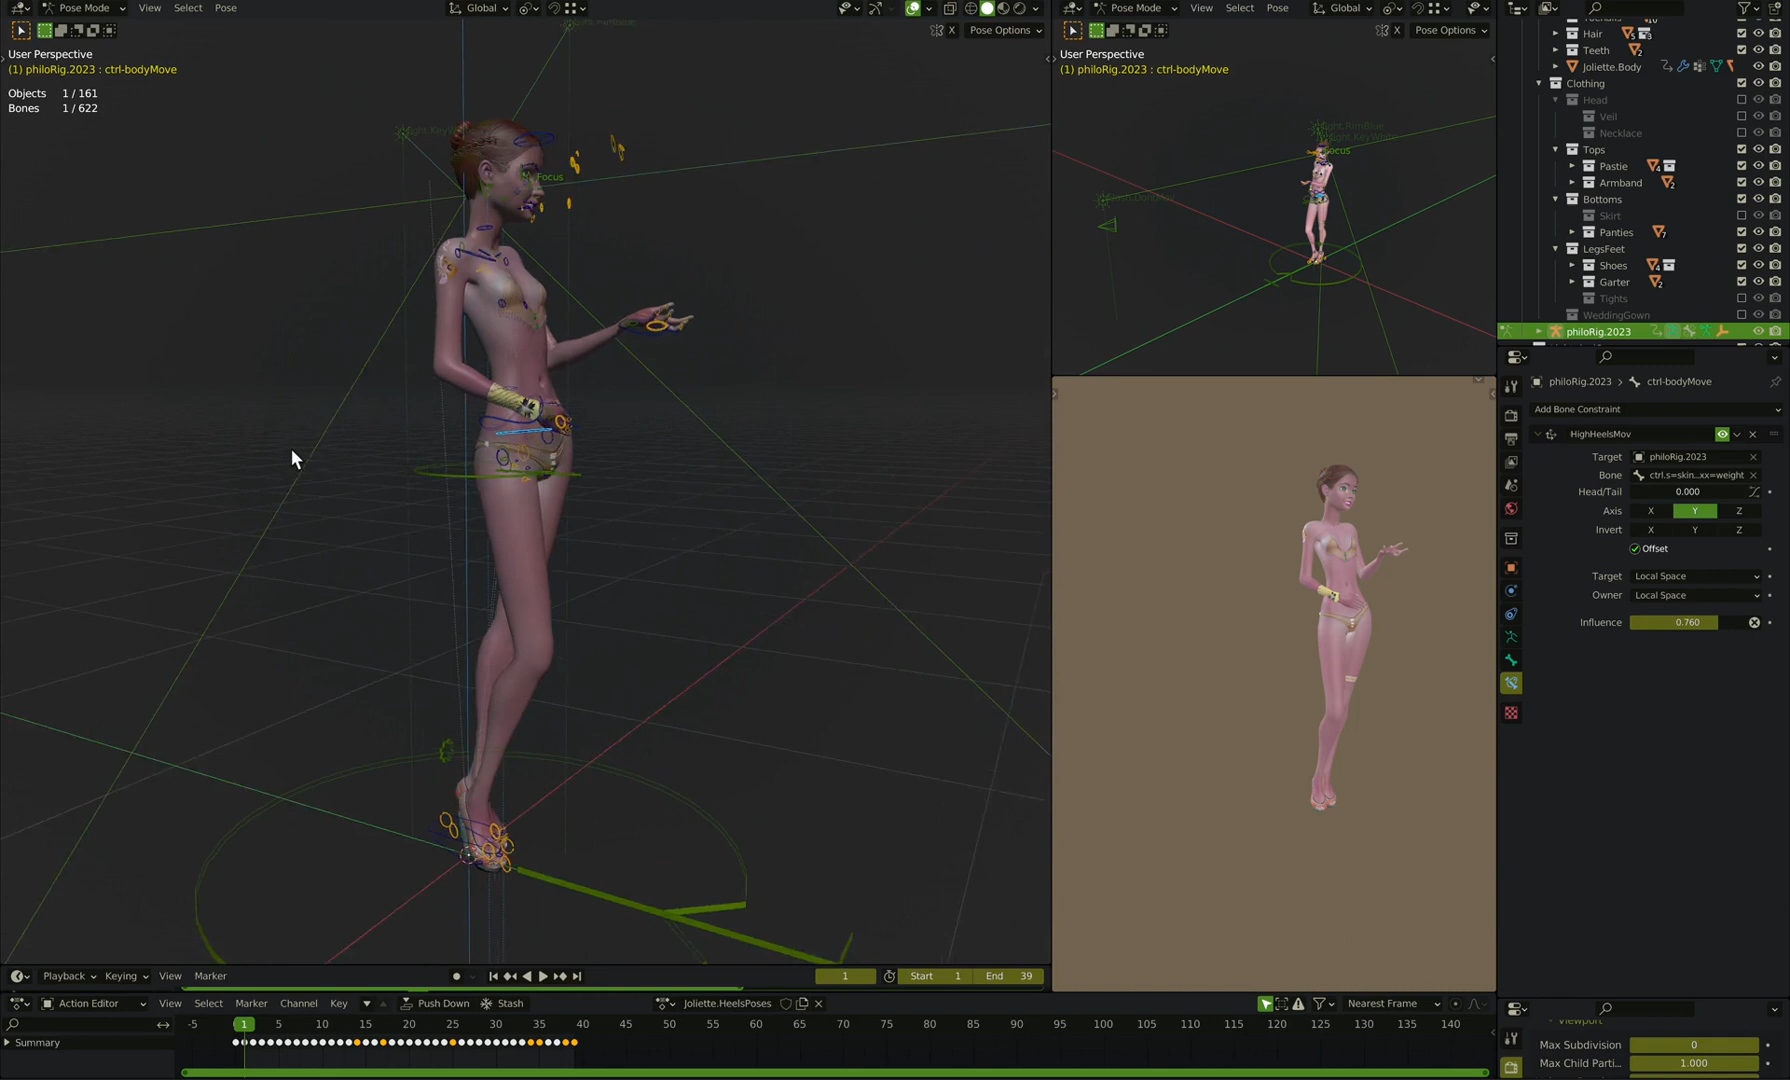 Pose Mode View Select Pose Global X Pose Options
User Perspective
(1) philoRig.2023 : ctrl-bodyMove
Objects 1 / 161
Bones 1 / 622
Focus
Pose Mode View Select Pose Global
X Pose Options
User Perspective
(1) philoRig.2023 : ctrl-bodyMove
Focus
Hair
Teeth
Joliette.Body
Clothing
Head
Veil
Necklace
Tops
Pastie
Armband
Bottoms
Skirt
Panties
LegsFeet
Shoes
Garter
Tights
WeddingGown
philoRig.2023
philoRig.2023 > ctrl-bodyMove
Add Bone Constraint
HighHeelsMov
Target philoRig.2023
Bone ctrl.s=skin...xx=weight
Head/Tail 0.000
Axis X Y Z
Invert X Y Z
Offset
Target Local Space
Owner Local Space
Influence 0.760
Playback Keying View Marker 1 Start 1 End 39
Action Editor View Select Marker Channel Key Push Down Stash Joliette.HeelsPoses Nearest Frame
-5 1 5 10 15 20 25 30 35 40 45 50 55 60 65 70 75 80 85 90 95 100 105 110 115 120 125 130 135 140
Summary
Viewport
Max Subdivision 0
Max Child Parti... 1.000